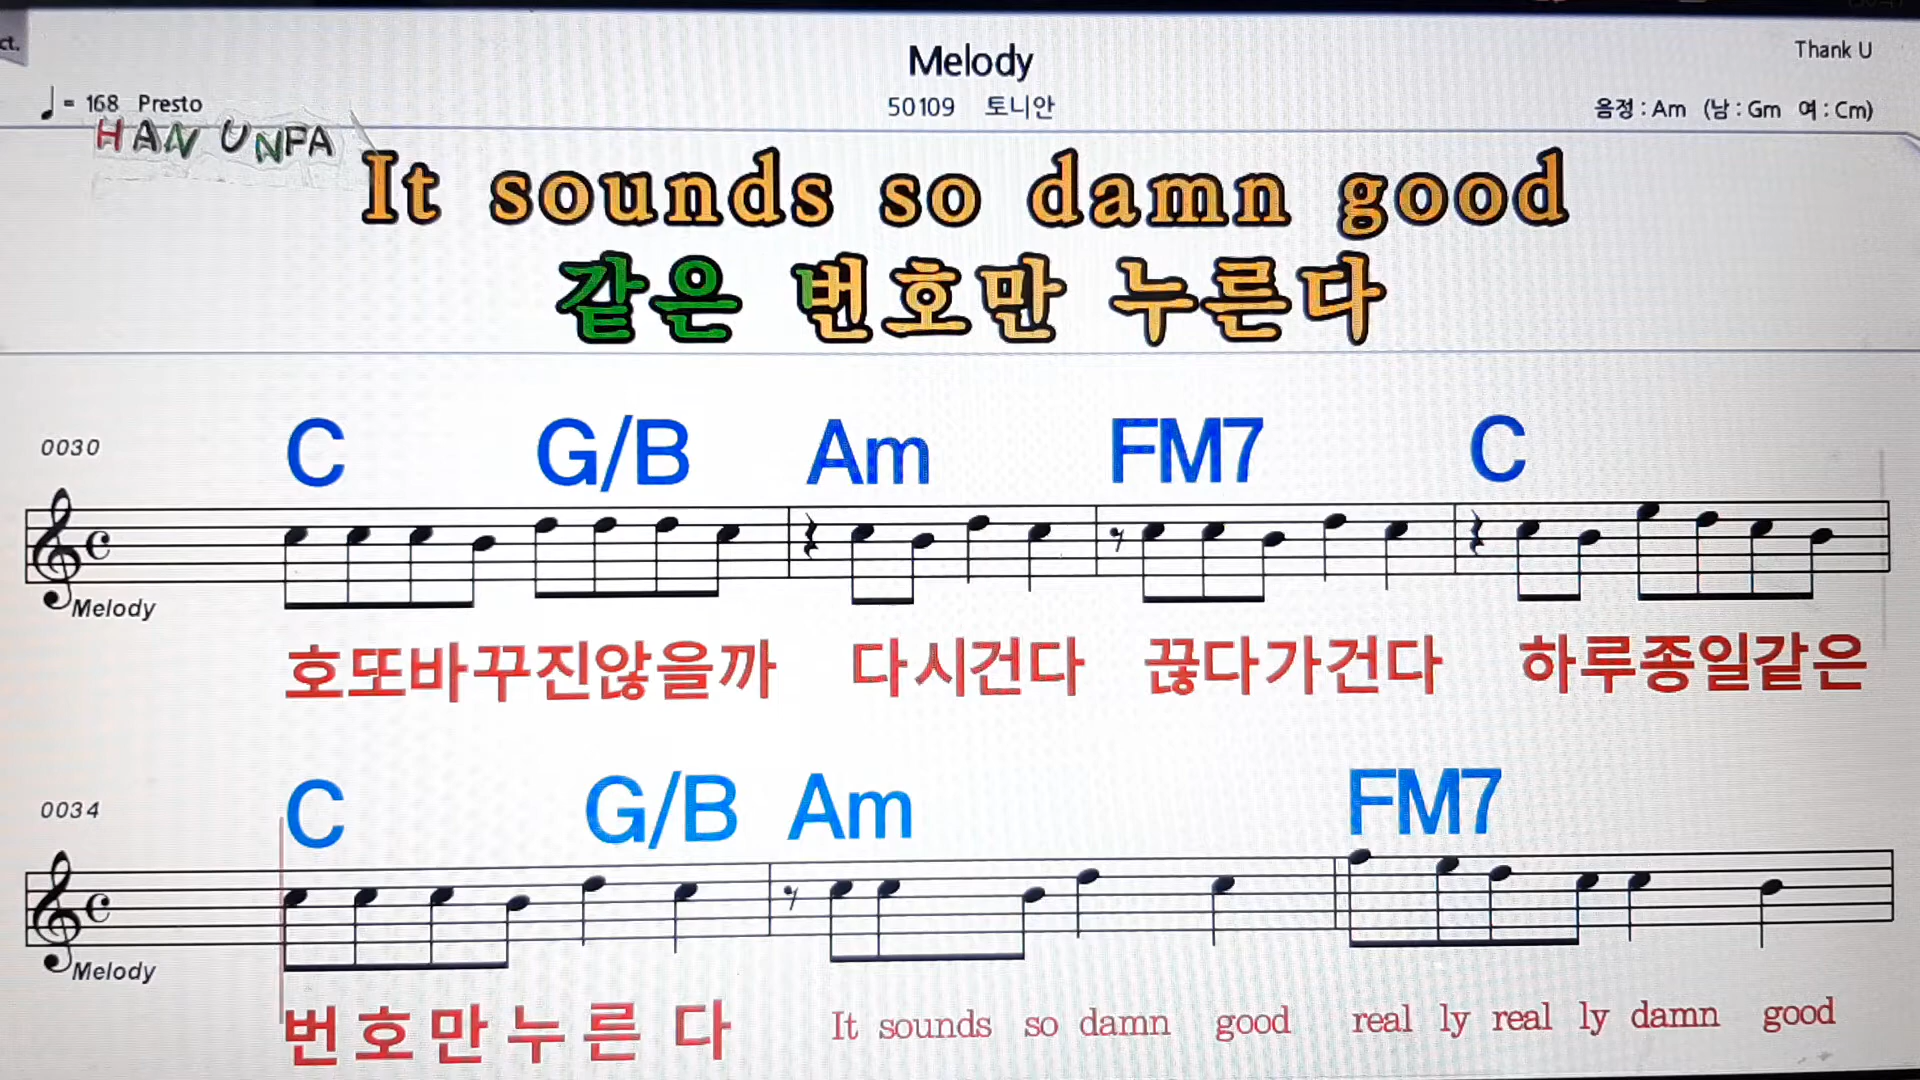 ct.
Melody
Thank U
= 168 Presto
50109 토니안
음정 : Am (남 : Gm 여 : Cm)
HAN UNFA
It sounds so damn good
같은 번호만 누른다
0030
C G/B Am FM7 C
Melody
호또바꾸진않을까 다시건다 끊다가건다 하루종일같은
0034
C G/B Am FM7
Melody
번호만누른 다 It sounds so damn good real ly real ly damn good